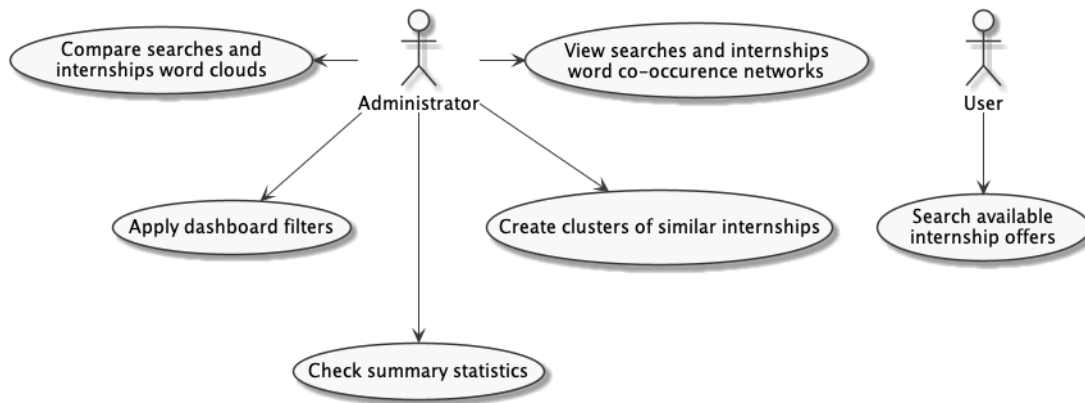 Compare searches and
internships word clouds
View searches and internships
word co-occurence networks
Administrator
User
Apply dashboard filters
Create clusters of similar internships
Search available
internship offers
Check summary statistics